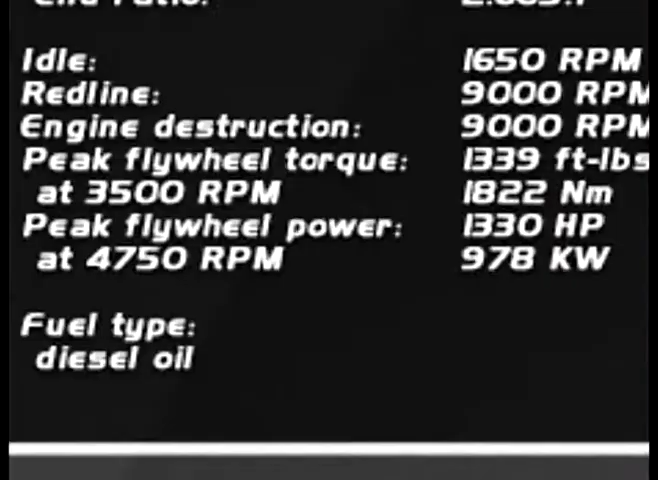 Idle: 1650 RPM
Redline: 9000 RPM
Engine destruction: 9000 RPM
Peak flywheel torque: 1339 ft-lbs
at 3500 RPM 1822 Nm
Peak flywheel power: 1330 HP
at 4750 RPM 978 KW
Fuel type:
diesel oil